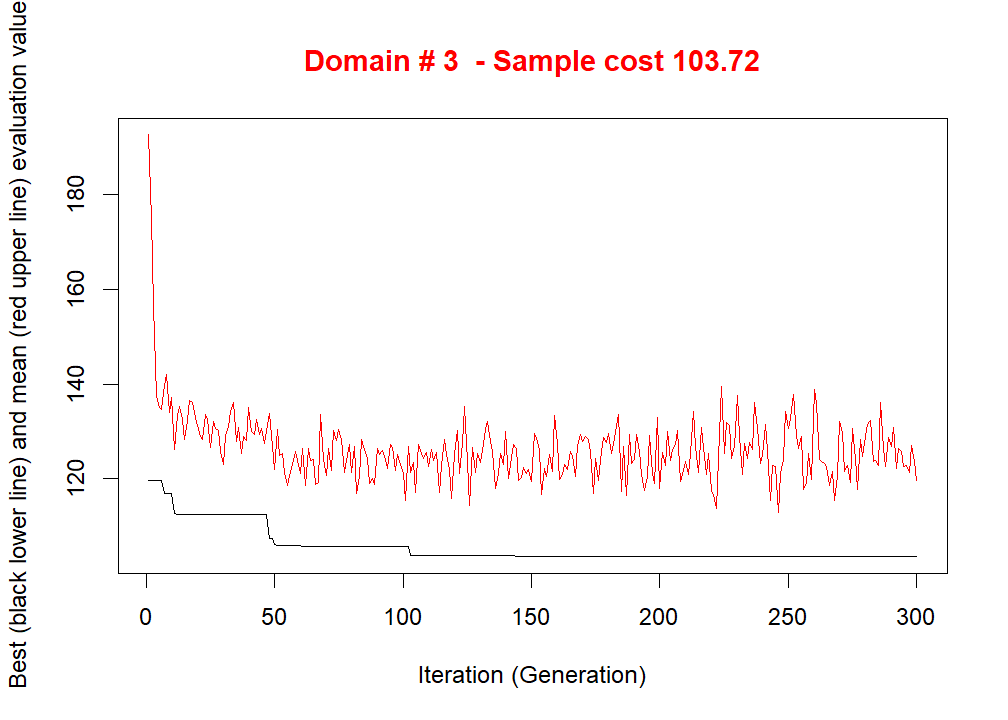 Domain # 3 - Sample cost 103.72
Best (black lower line) and mean (red upper line) evaluation value
180
160
140
120
0 50 100 150 200 250 300
Iteration (Generation)